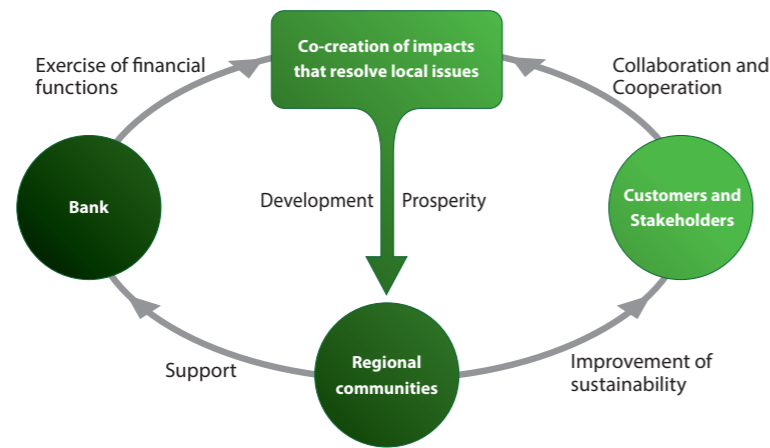 Co-creation of impacts
that resolve local issues
Exercise of financial
functions
Collaboration and
Cooperation
Bank
Development
Prosperity
Customers and
Stakeholders
Support
Regional
communities
Improvement of
sustainability